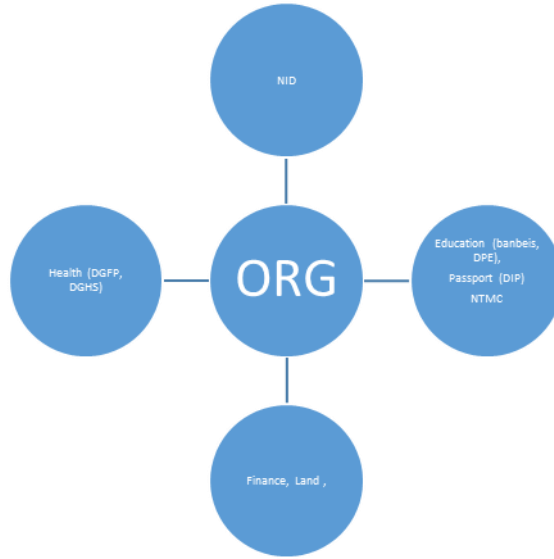 NID
Health (DGFP,
DGHS)
ORG
Education (banbeis,
DPE),
Passport (DIP)
NTMC
Finance, Land ,